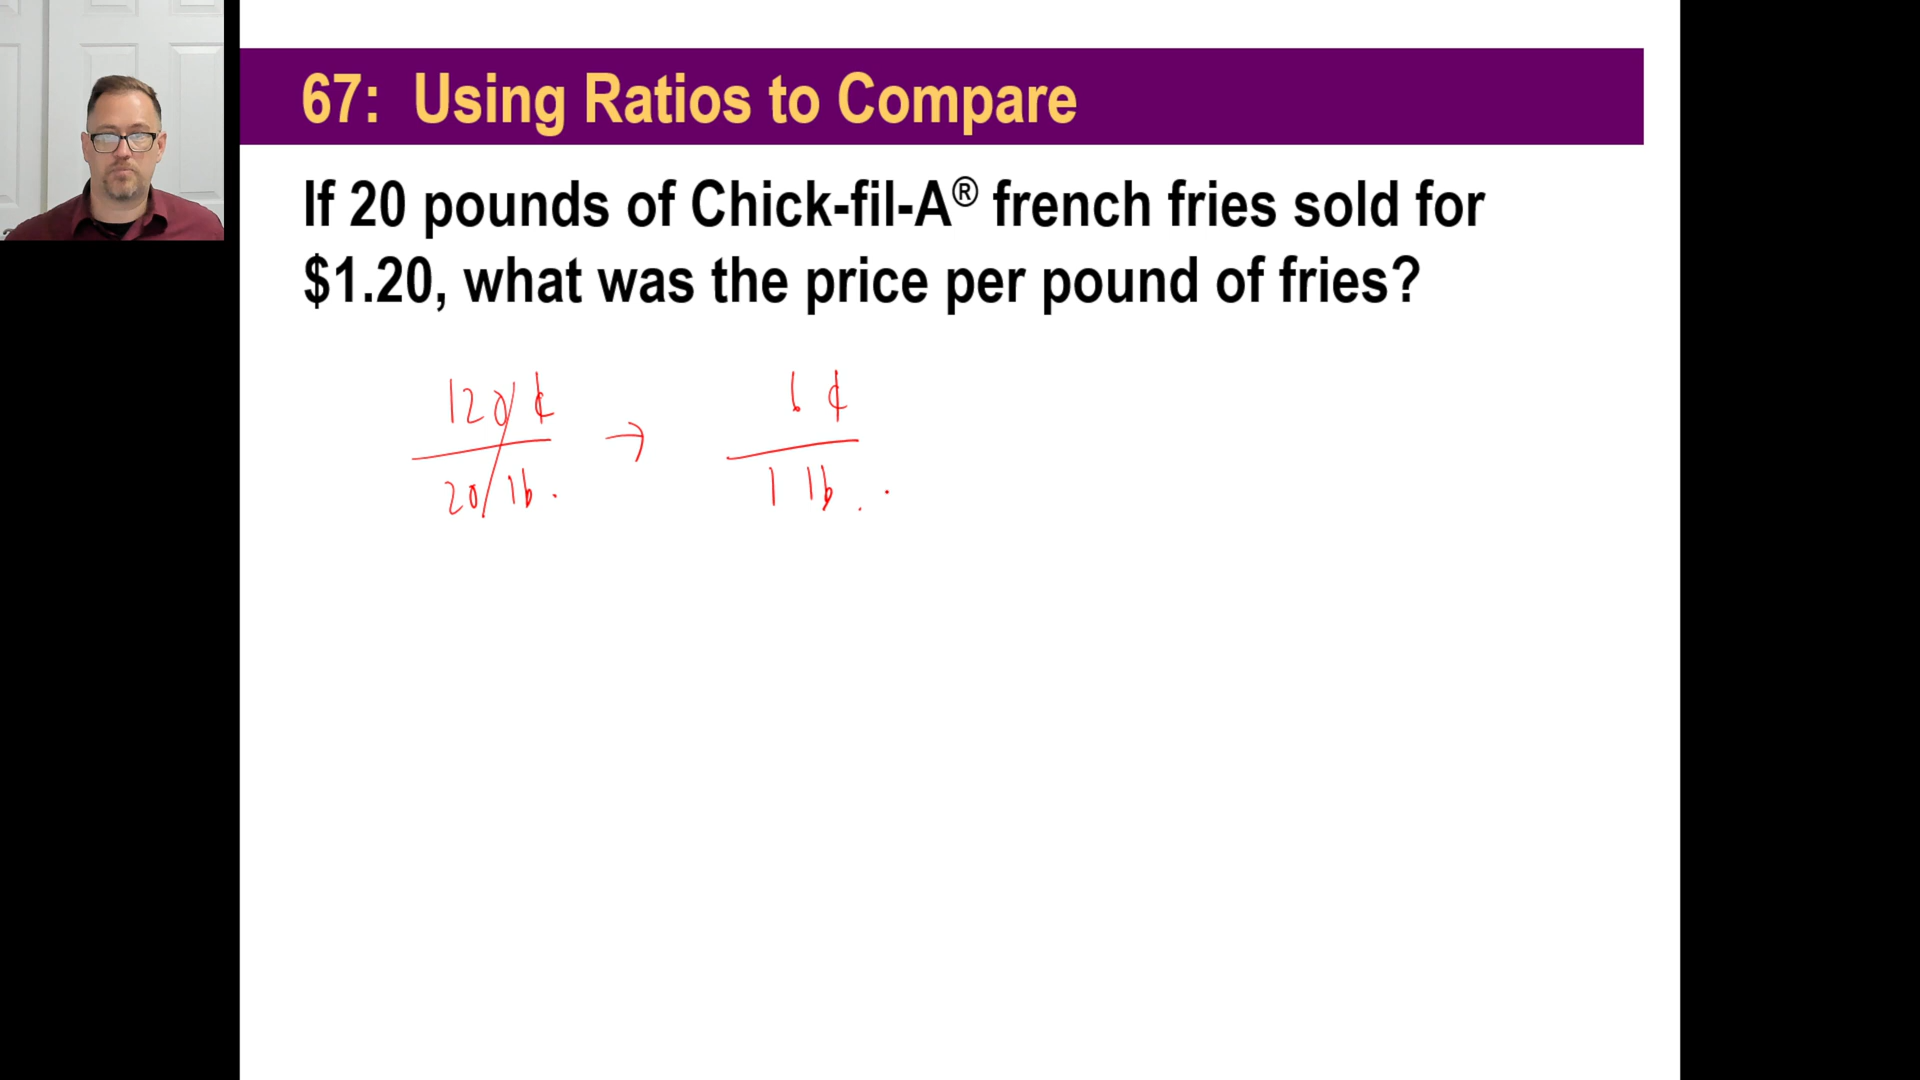 67: Using Ratios to Compare
If 20 pounds of Chick-fil-A® french fries sold for
$1.20, what was the price per pound of fries?
120 ¢ → 6 ¢
20 lb. 1 lb.